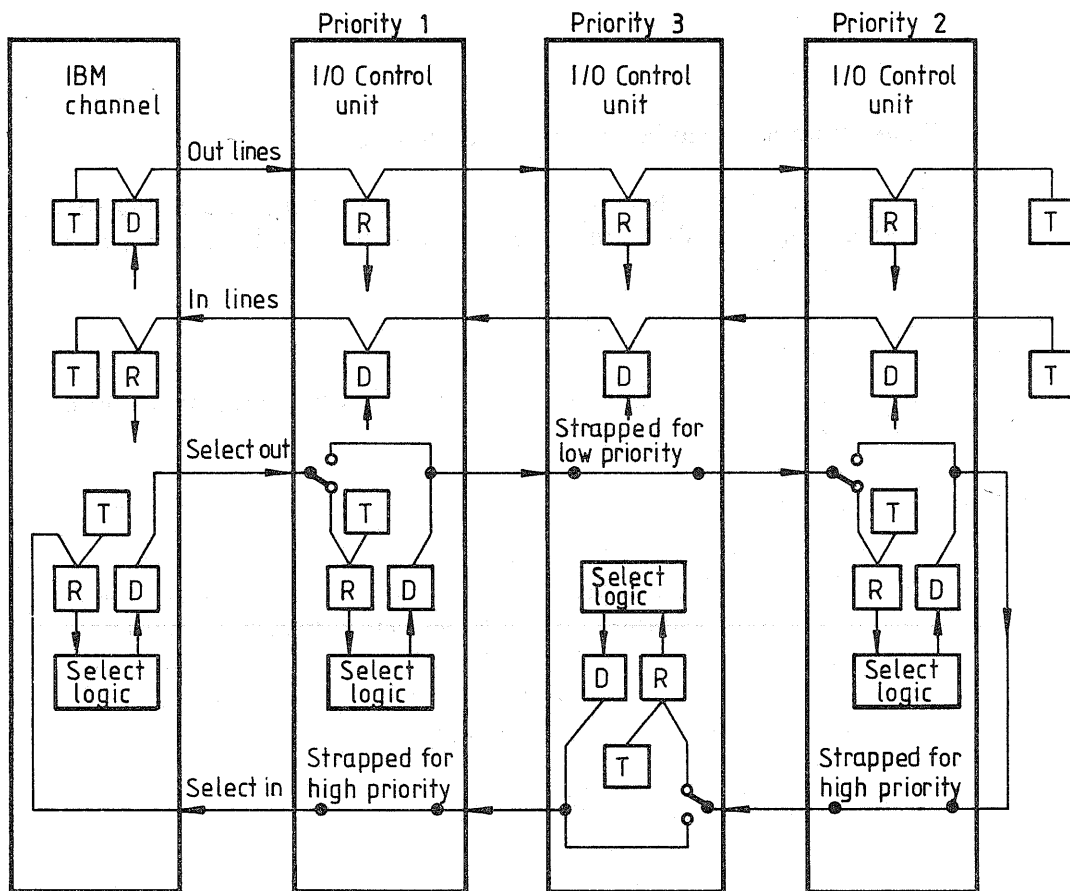 Priority 1
Priority 3
Priority 2
IBM
channel
I/O Control
unit
I/O Control
unit
I/O Control
unit
Out lines
T
D
R
R
R
T
In lines
T
R
D
D
D
T
Select out
Strapped for
low priority
T
R
D
Select
logic
T
R
D
Select
logic
Select
logic
D
R
T
T
R
D
Select
logic
Select in
Strapped for
high priority
Strapped for
high priority